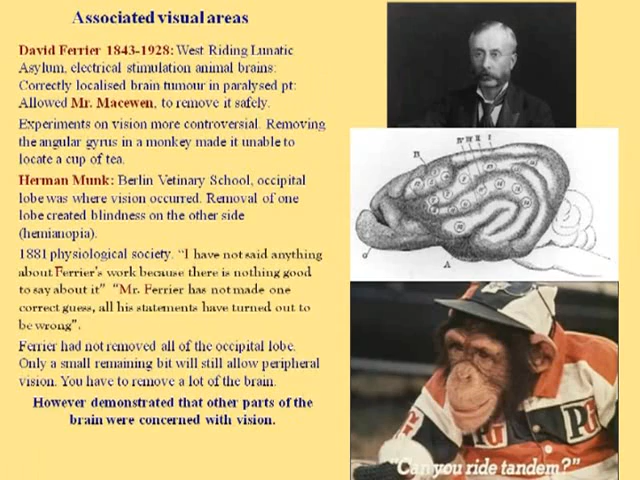 Associated visual areas
David Ferrier 1843-1928: West Riding Lunatic
Asylum, electrical stimulation animal brains:
Correctly localised brain tumour in paralysed pt:
Allowed Mr. Macewen, to remove it safely.
Experiments on vision more controversial. Removing
the angular gyrus in a monkey made it unable to
locate a cup of tea.
Herman Munk: Berlin Vetinary School, occipital
lobe was where vision occurred. Removal of one
lobe created blindness on the other side
(hemianopia).
1881 physiological society. “I have not said anything
about Ferrier's work because there is nothing good
to say about it” “Mr. Ferrier has not made one
correct guess, all his statements have turned out to
be wrong”.
Ferrier had not removed all of the occipital lobe.
Only a small remaining bit will still allow peripheral
vision. You have to remove a lot of the brain.
However demonstrated that other parts of the
brain were concerned with vision.
A
PG
PG
"Can you ride tandem?"